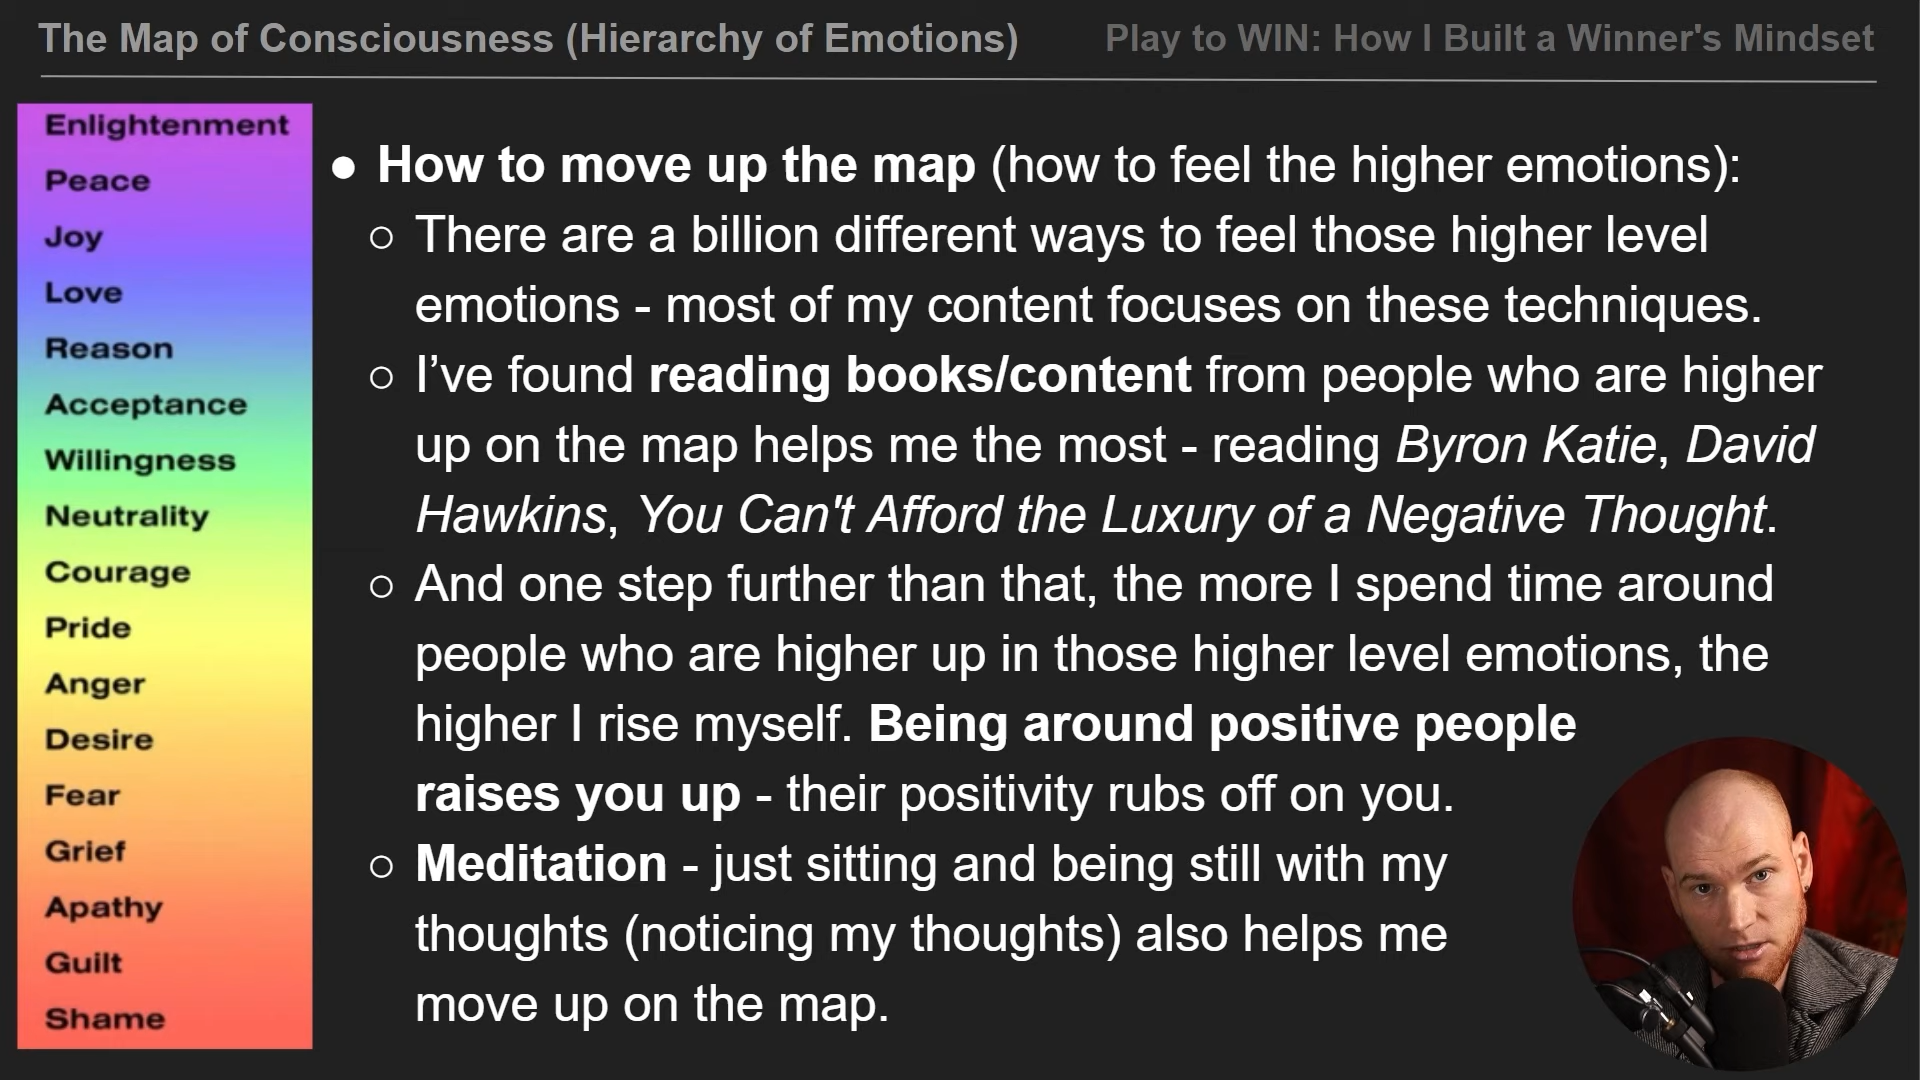 The Map of Consciousness (Hierarchy of Emotions)
Play to WIN: How I Built a Winner's Mindset
Enlightenment
Peace
Joy
Love
Reason
Acceptance
Willingness
Neutrality
Courage
Pride
Anger
Desire
Fear
Grief
Apathy
Guilt
Shame
● How to move up the map (how to feel the higher emotions):
○ There are a billion different ways to feel those higher level
emotions - most of my content focuses on these techniques.
○ I’ve found reading books/content from people who are higher
up on the map helps me the most - reading Byron Katie, David
Hawkins, You Can't Afford the Luxury of a Negative Thought.
○ And one step further than that, the more I spend time around
people who are higher up in those higher level emotions, the
higher I rise myself. Being around positive people
raises you up - their positivity rubs off on you.
○ Meditation - just sitting and being still with my
thoughts (noticing my thoughts) also helps me
move up on the map.